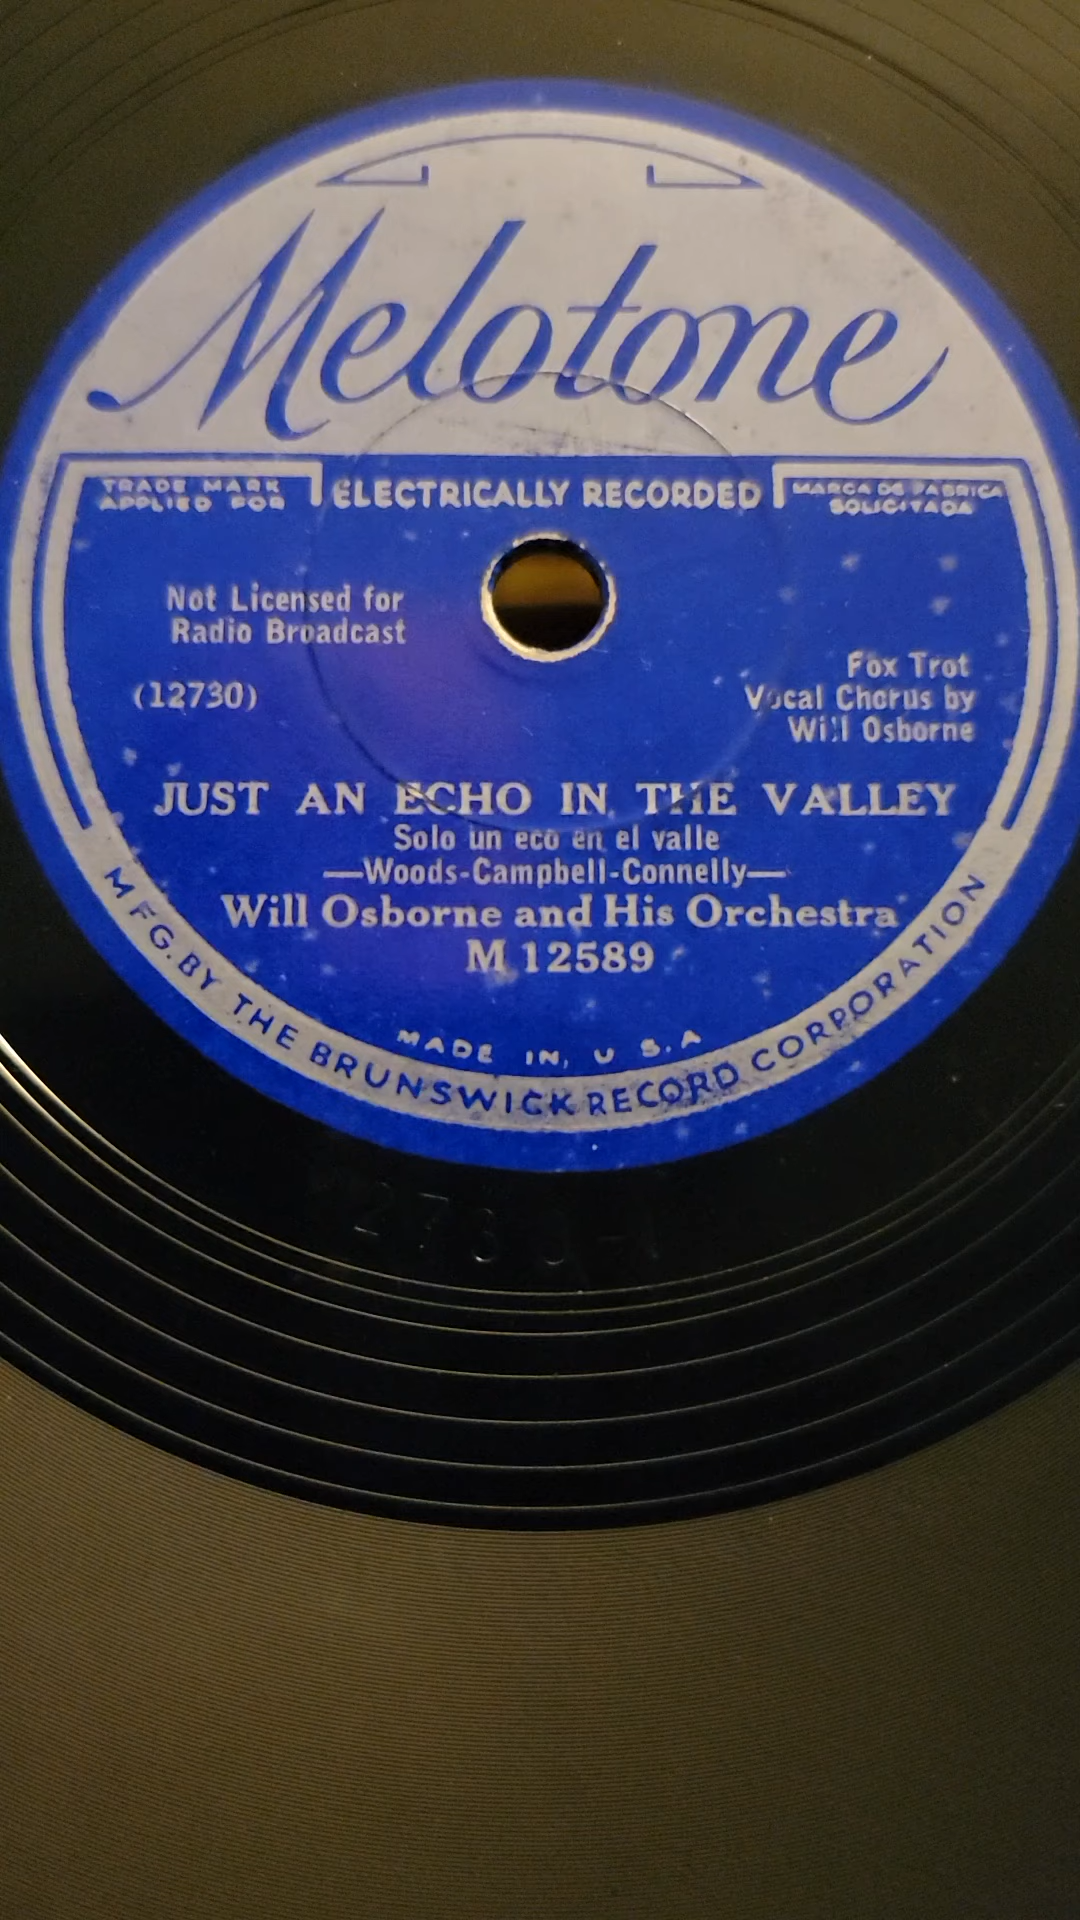 Melotone
TRADE MARK
APPLIED FOR
ELECTRICALLY RECORDED
MARCA DE FABRICA
SOLICITADA
Not Licensed for
Radio Broadcast
(12730)
Fox Trot
Vocal Chorus by
Will Osborne
JUST AN ECHO IN THE VALLEY
Solo un eco en el valle
—Woods-Campbell-Connelly—
Will Osborne and His Orchestra
M 12589
MADE IN U S.A
MFG. BY THE BRUNSWICK RECORD CORPORATION